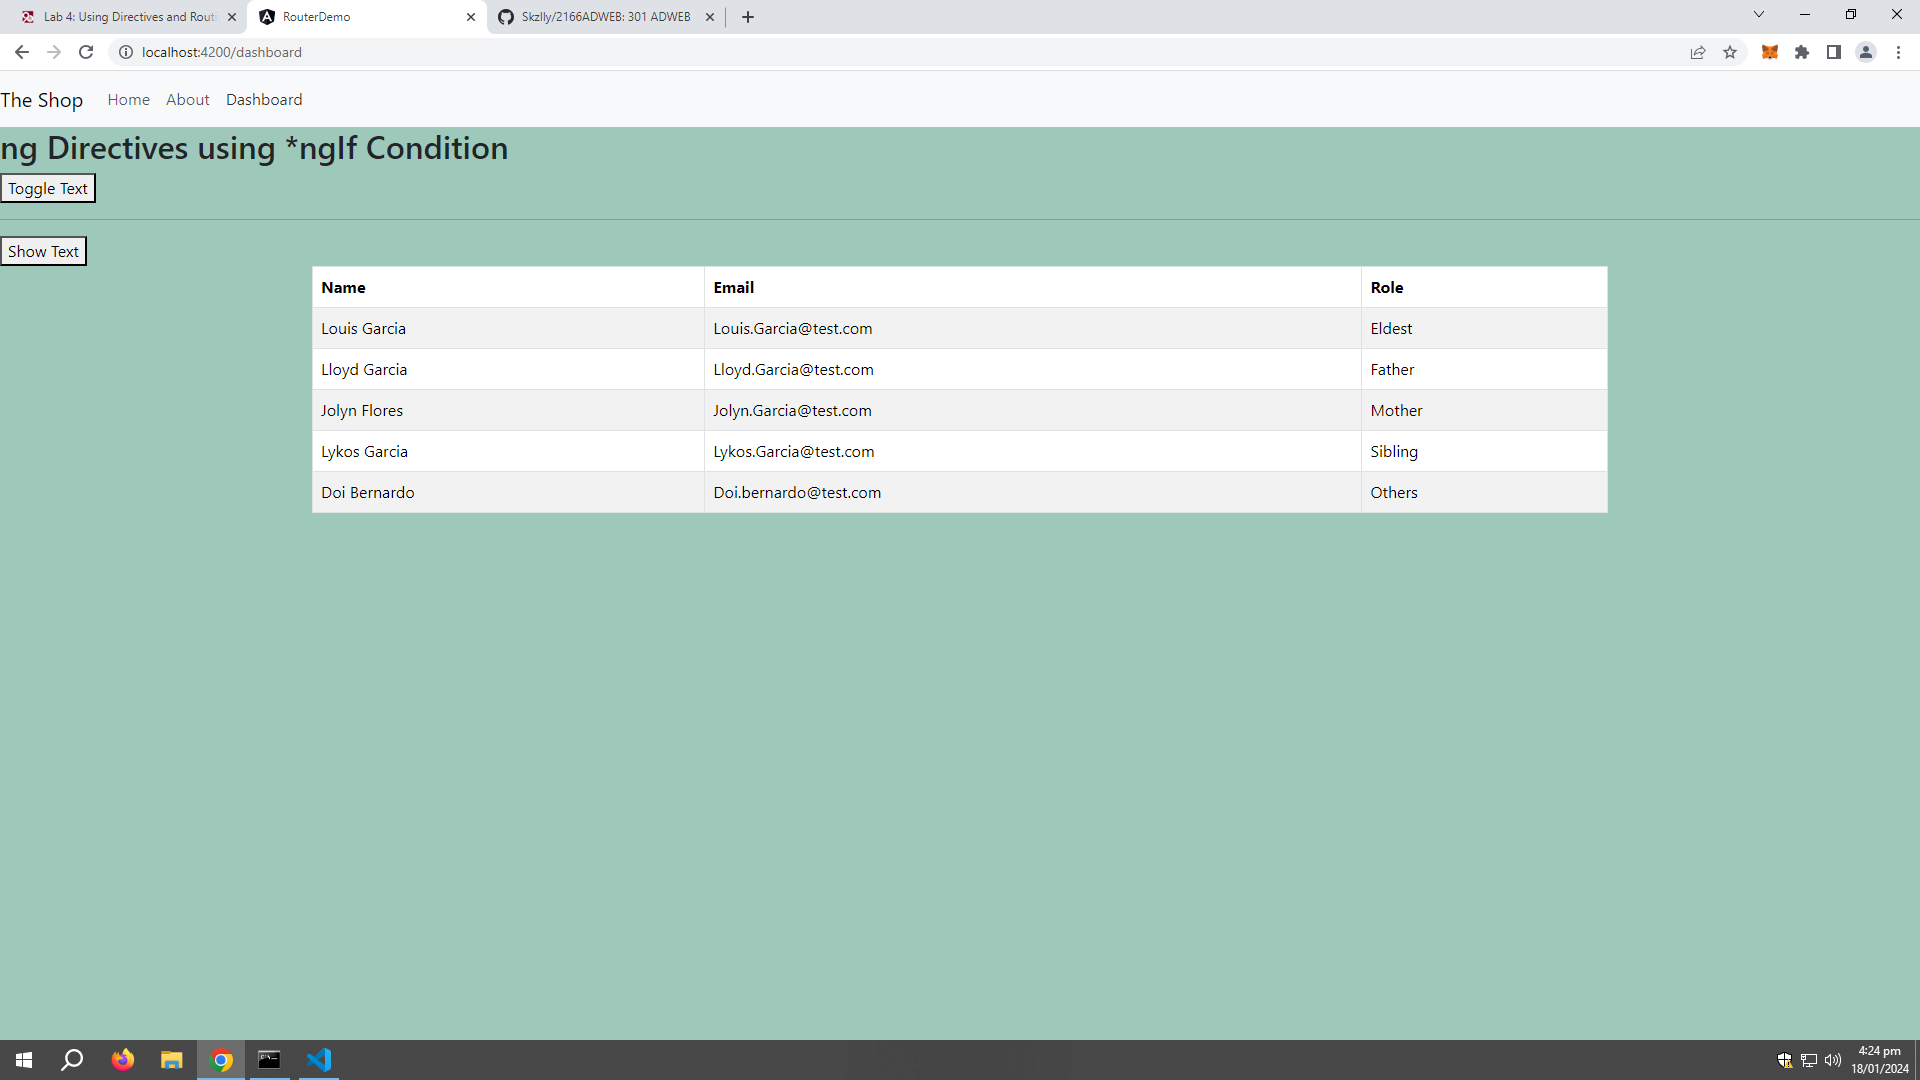 Lab 4: Using Directives and Routi
RouterDemo
Skzlly/2166ADWEB: 301 ADWEB
localhost:4200/dashboard
The Shop
Home
About
Dashboard
ng Directives using *ngIf Condition
Toggle Text
Show Text
Name Email Role
Louis Garcia Louis.Garcia@test.com Eldest
Lloyd Garcia Lloyd.Garcia@test.com Father
Jolyn Flores Jolyn.Garcia@test.com Mother
Lykos Garcia Lykos.Garcia@test.com Sibling
Doi Bernardo Doi.bernardo@test.com Others
4:24 pm
18/01/2024